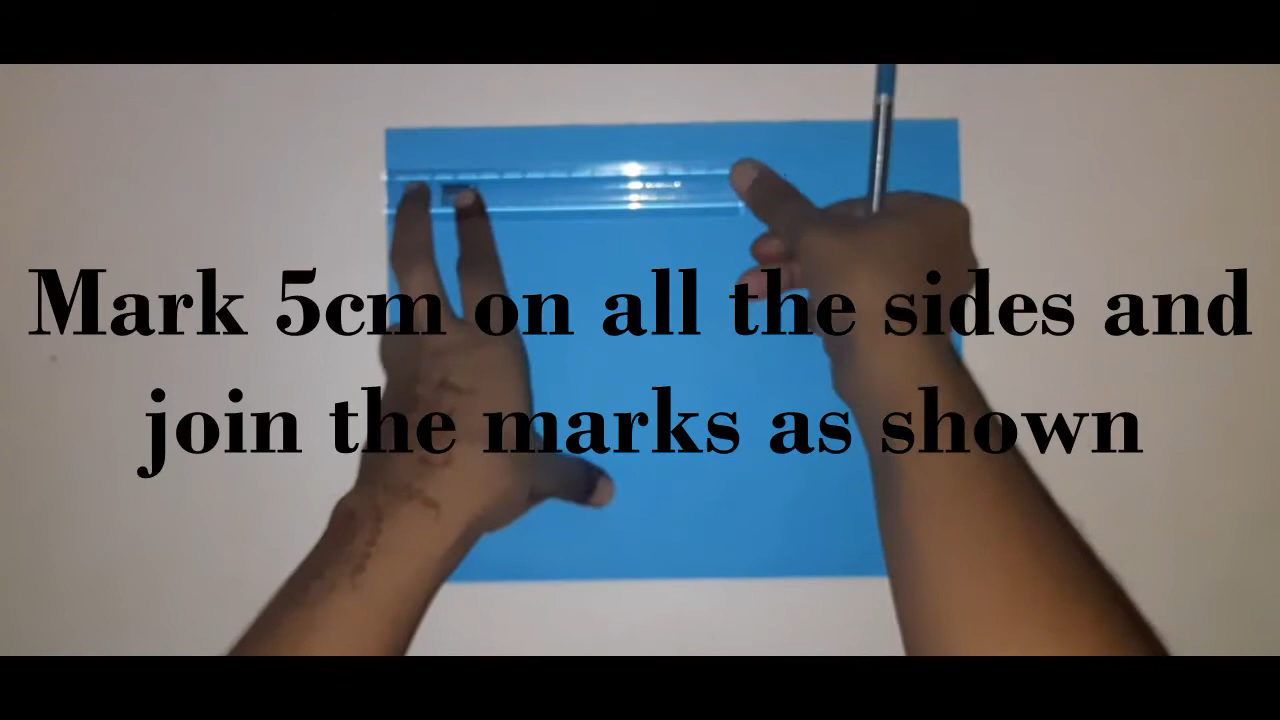 Mark 5cm on all the sides and
join the marks as shown